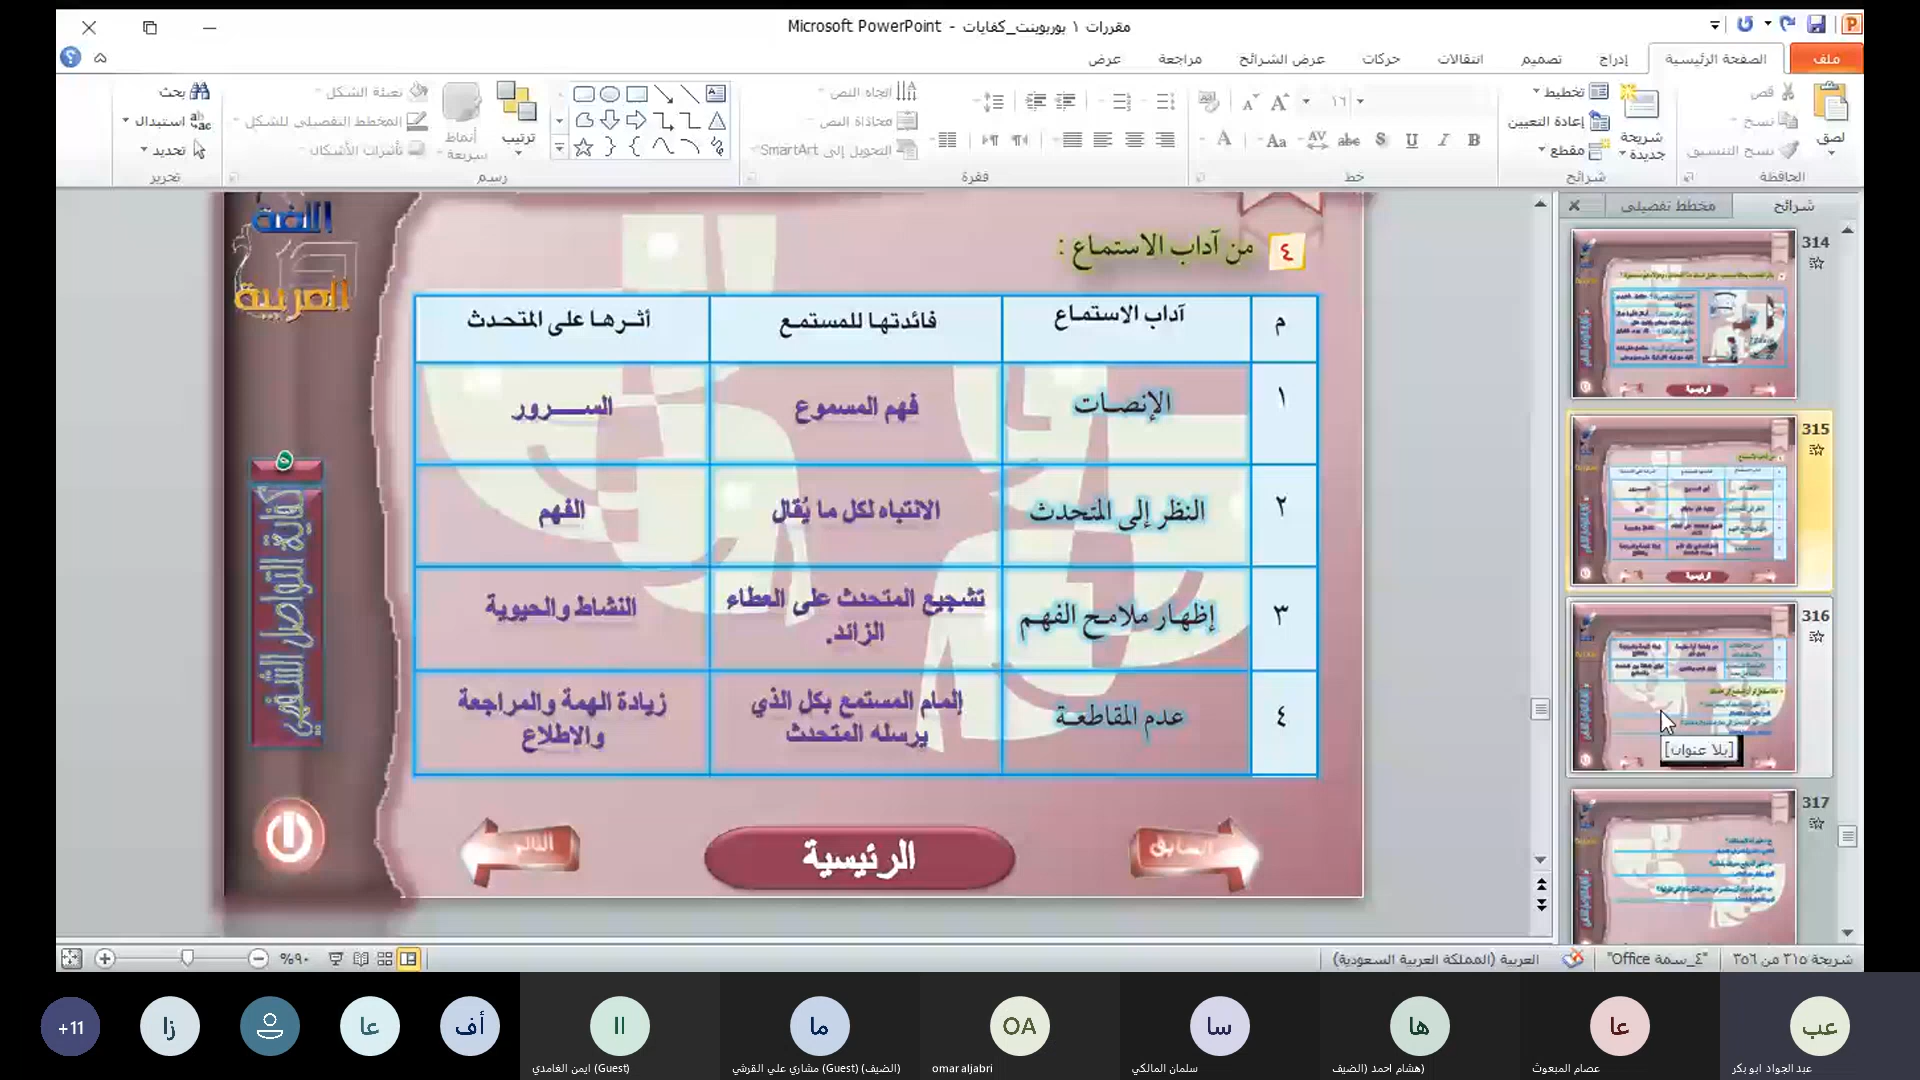 مقررات ١ بوربوينت_كفايات - Microsoft PowerPoint
ملف
الصفحة الرئيسية
إدراج
تصميم
انتقالات
حركات
عرض الشرائح
مراجعة
عرض
لصق
قص
نسخ
نسخ التنسيق
الحافظة
شريحة جديدة
تخطيط
إعادة التعيين
مقطع
شرائح
١٦
خط
اتجاه النص
محاذاة النص
التحويل إلى SmartArt
فقرة
ترتيب
أنماط سريعة
تعبئة الشكل
المخطط التفصيلي للشكل
تأثيرات الأشكال
رسم
بحث
استبدال
تحديد
تحرير
شرائح
مخطط تفصيلي
314
315
316
317
[بلا عنوان]
اللغة
العربية
٥
كفاية التواصل الشفهي
٤ من آداب الاستماع :
م آداب الاستماع فائدتها للمستمع أثرها على المتحدث
١ الإنصات فهم المسموع الســـرور
٢ النظر إلى المتحدث الانتباه لكل ما يُقال الفهم
٣ إظهار ملامح الفهم تشجيع المتحدث على العطاء الزائد. النشاط والحيوية
٤ عدم المقاطعة إلمام المستمع بكل الذي يرسله المتحدث زيادة الهمة والمراجعة والاطلاع
السابق
الرئيسية
التالي
شريحة ٣١٥ من ٣٥٦
"٤_سمة Office"
العربية (المملكة العربية السعودية)
٩٠%
+11
زا
عا
أف
اا
ايمن الغامدي (Guest)
ما
مشاري علي القرشي (Guest) (الضيف)
OA
omar aljabri
سا
سلمان المالكي
ها
هشام احمد (الضيف)
عا
عصام المبعوث
عب
عبد الجواد ابو بكر